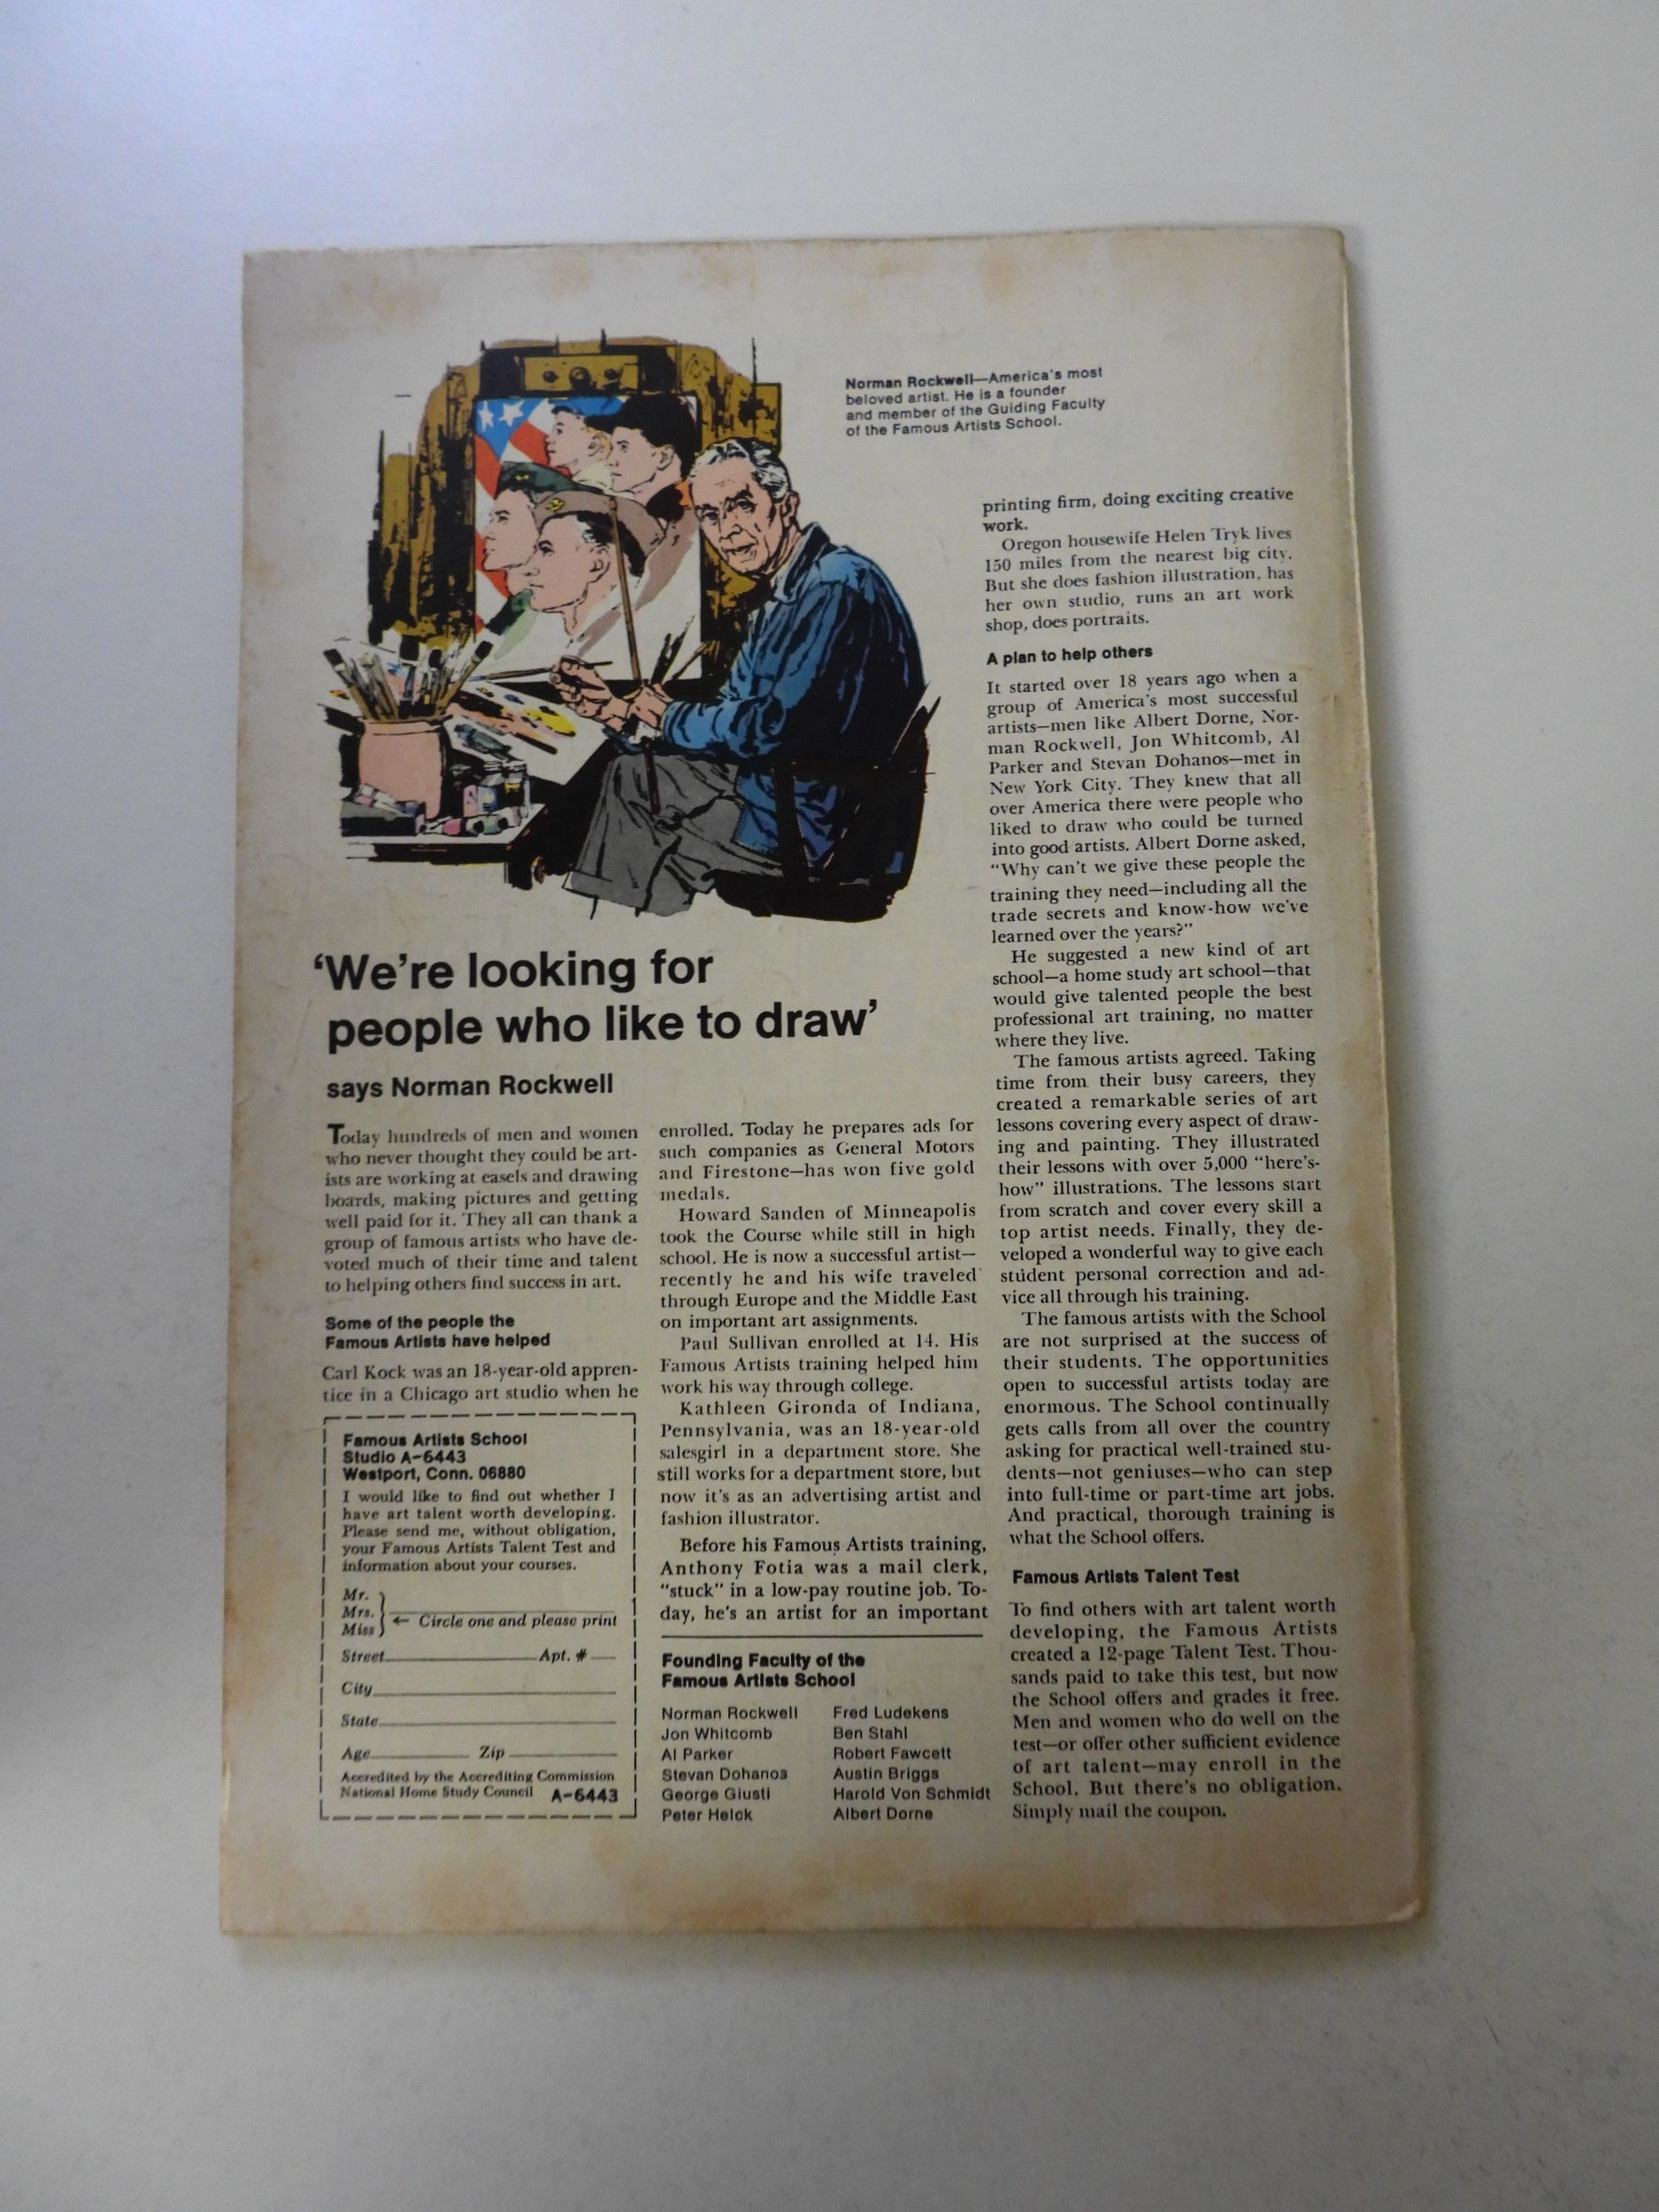 Norman Rockwell—America's most
beloved artist. He is a founder
and member of the Guiding Faculty
of the Famous Artists School.
'We're looking for
people who like to draw'
says Norman Rockwell
Today hundreds of men and women
who never thought they could be art-
ists are working at easels and drawing
boards, making pictures and getting
well paid for it. They all can thank a
group of famous artists who have de-
voted much of their time and talent
to helping others find success in art.
Some of the people the
Famous Artists have helped
Carl Kock was an 18-year-old appren-
tice in a Chicago art studio when he
enrolled. Today he prepares ads for
such companies as General Motors
and Firestone—has won five gold
medals.
Howard Sanden of Minneapolis
took the Course while still in high
school. He is now a successful artist—
recently he and his wife traveled
through Europe and the Middle East
on important art assignments.
Paul Sullivan enrolled at 14. His
Famous Artists training helped him
work his way through college.
Kathleen Gironda of Indiana,
Pennsylvania, was an 18-year-old
salesgirl in a department store. She
still works for a department store, but
now it's as an advertising artist and
fashion illustrator.
Before his Famous Artists training,
Anthony Fotia was a mail clerk,
"stuck" in a low-pay routine job. To-
day, he's an artist for an important
printing firm, doing exciting creative
work.
Oregon housewife Helen Tryk lives
150 miles from the nearest big city.
But she does fashion illustration, has
her own studio, runs an art work
shop, does portraits.
A plan to help others
It started over 18 years ago when a
group of America's most successful
artists—men like Albert Dorne, Nor-
man Rockwell, Jon Whitcomb, Al
Parker and Stevan Dohanos—met in
New York City. They knew that all
over America there were people who
liked to draw who could be turned
into good artists. Albert Dorne asked,
"Why can't we give these people the
training they need—including all the
trade secrets and know-how we've
learned over the years?"
He suggested a new kind of art
school—a home study art school—that
would give talented people the best
professional art training, no matter
where they live.
The famous artists agreed. Taking
time from their busy careers, they
created a remarkable series of art
lessons covering every aspect of draw-
ing and painting. They illustrated
their lessons with over 5,000 "here's-
how" illustrations. The lessons start
from scratch and cover every skill a
top artist needs. Finally, they de-
veloped a wonderful way to give each
student personal correction and ad-
vice all through his training.
The famous artists with the School
are not surprised at the success of
their students. The opportunities
open to successful artists today are
enormous. The School continually
gets calls from all over the country
asking for practical well-trained stu-
dents—not geniuses—who can step
into full-time or part-time art jobs.
And practical, thorough training is
what the School offers.
Famous Artists Talent Test
To find others with art talent worth
developing, the Famous Artists
created a 12-page Talent Test. Thou-
sands paid to take this test, but now
the School offers and grades it free.
Men and women who do well on the
test—or offer other sufficient evidence
of art talent—may enroll in the
School. But there's no obligation.
Simply mail the coupon.
Famous Artists School
Studio A-6443
Westport, Conn. 06880
I would like to find out whether I
have art talent worth developing.
Please send me, without obligation,
your Famous Artists Talent Test and
information about your courses.
Mr.
Mrs. ← Circle one and please print
Miss
Street Apt. #
City
State
Age Zip
Accredited by the Accrediting Commission
National Home Study Council A-6443
Founding Faculty of the
Famous Artists School
Norman Rockwell
Jon Whitcomb
Al Parker
Stevan Dohanos
George Giusti
Peter Helck
Fred Ludekens
Ben Stahl
Robert Fawcett
Austin Briggs
Harold Von Schmidt
Albert Dorne